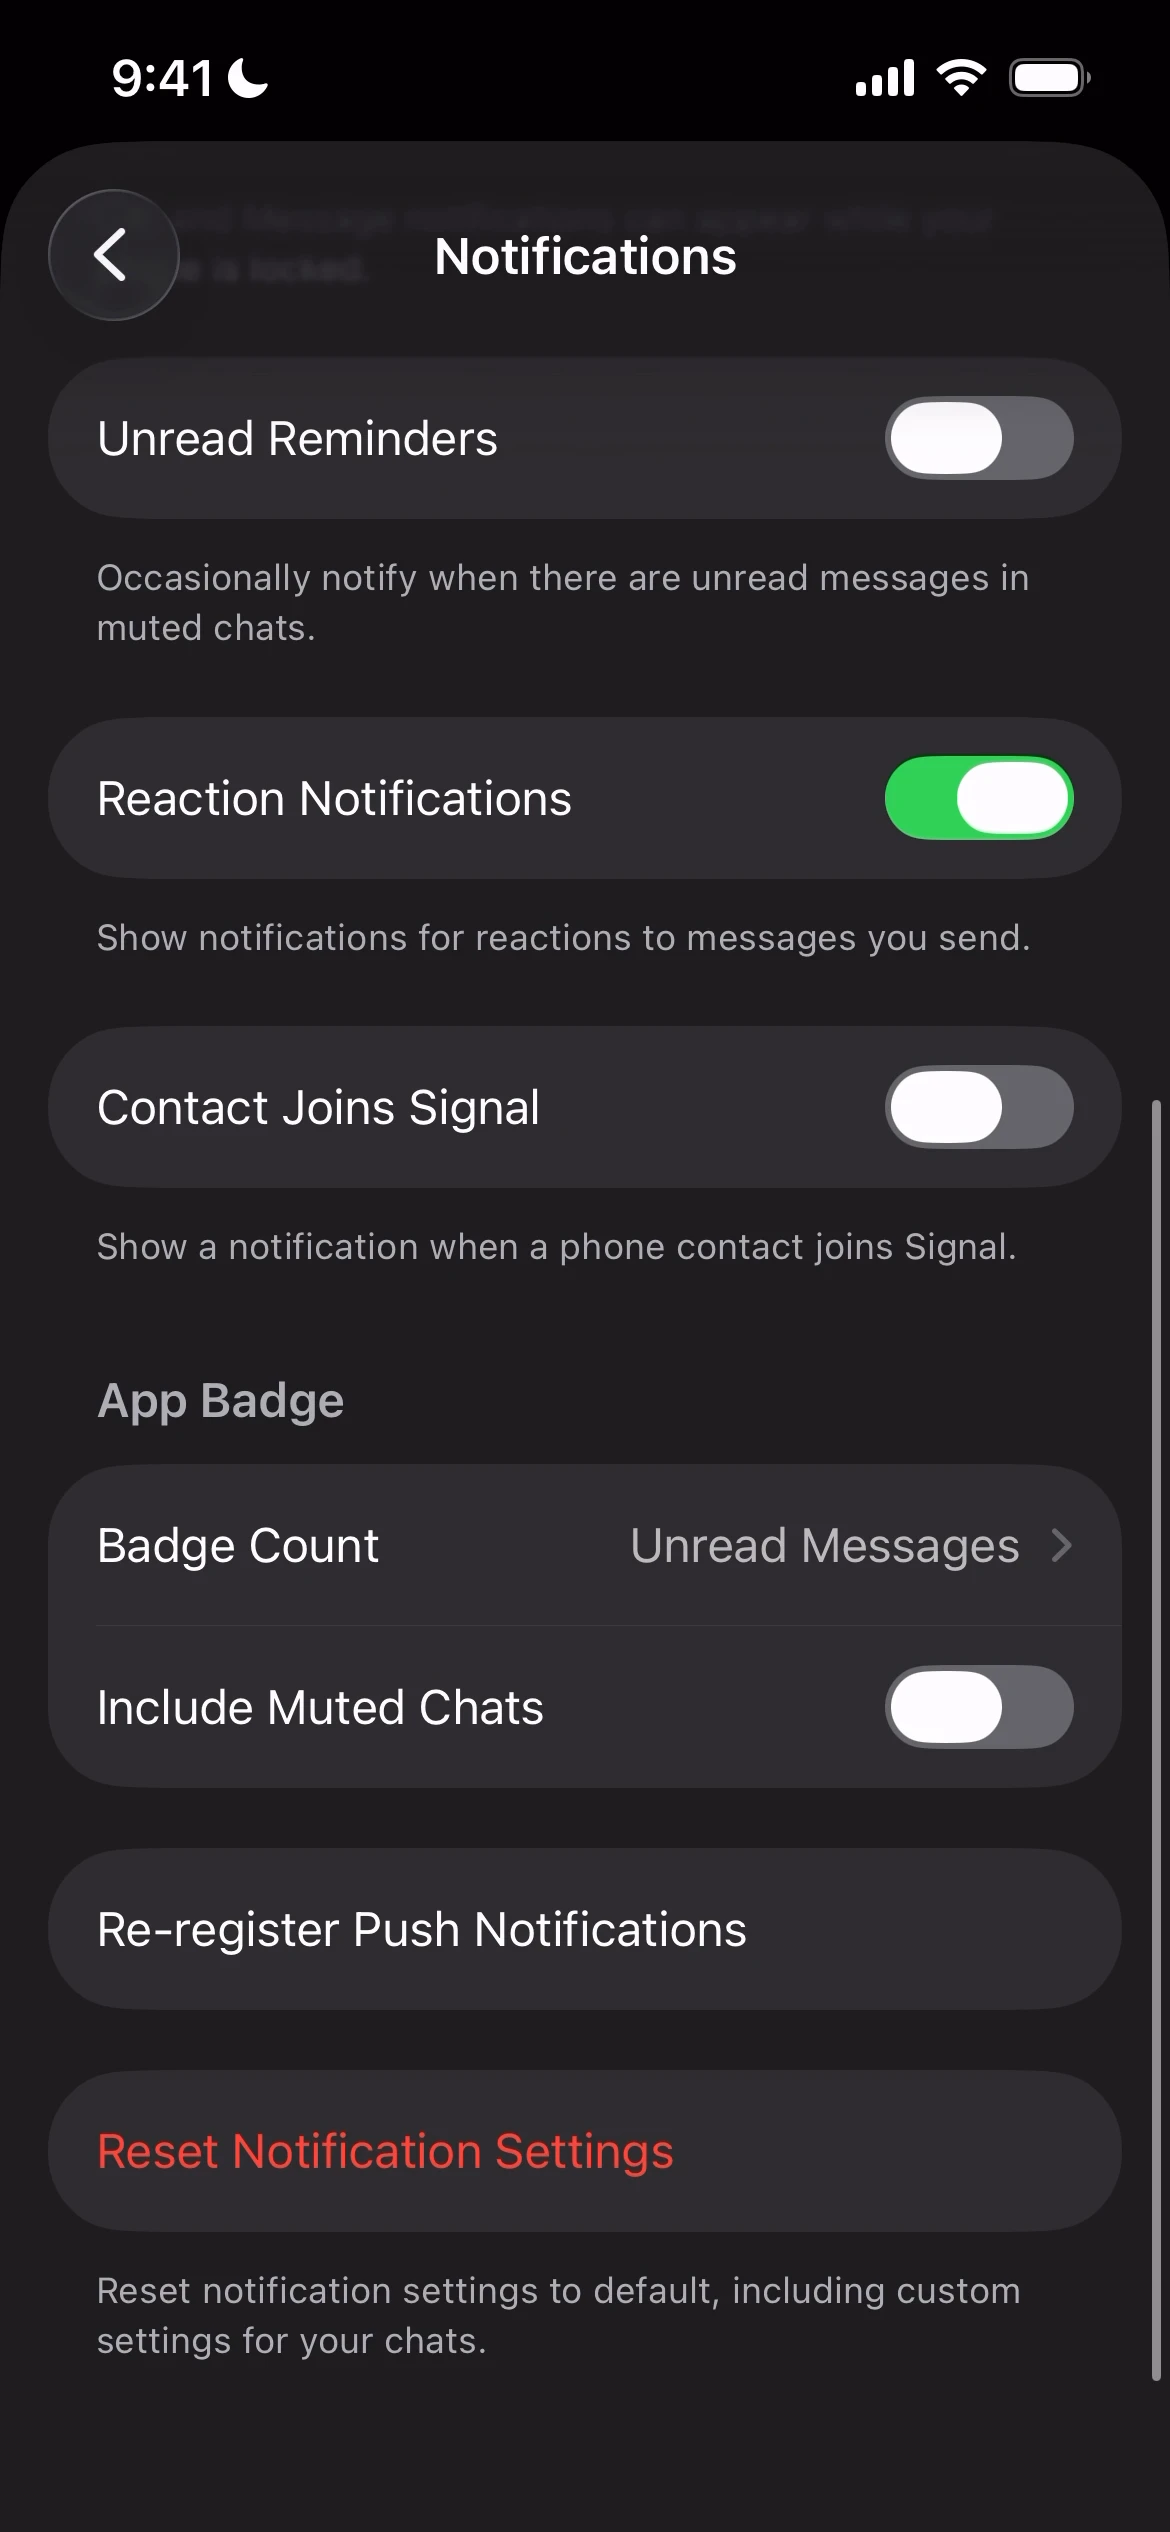 9:41
Notifications
Unread Reminders
Occasionally notify when there are unread messages in
muted chats.
Reaction Notifications
Show notifications for reactions to messages you send.
Contact Joins Signal
Show a notification when a phone contact joins Signal.
App Badge
Badge Count Unread Messages
Include Muted Chats
Re-register Push Notifications
Reset Notification Settings
Reset notification settings to default, including custom
settings for your chats.